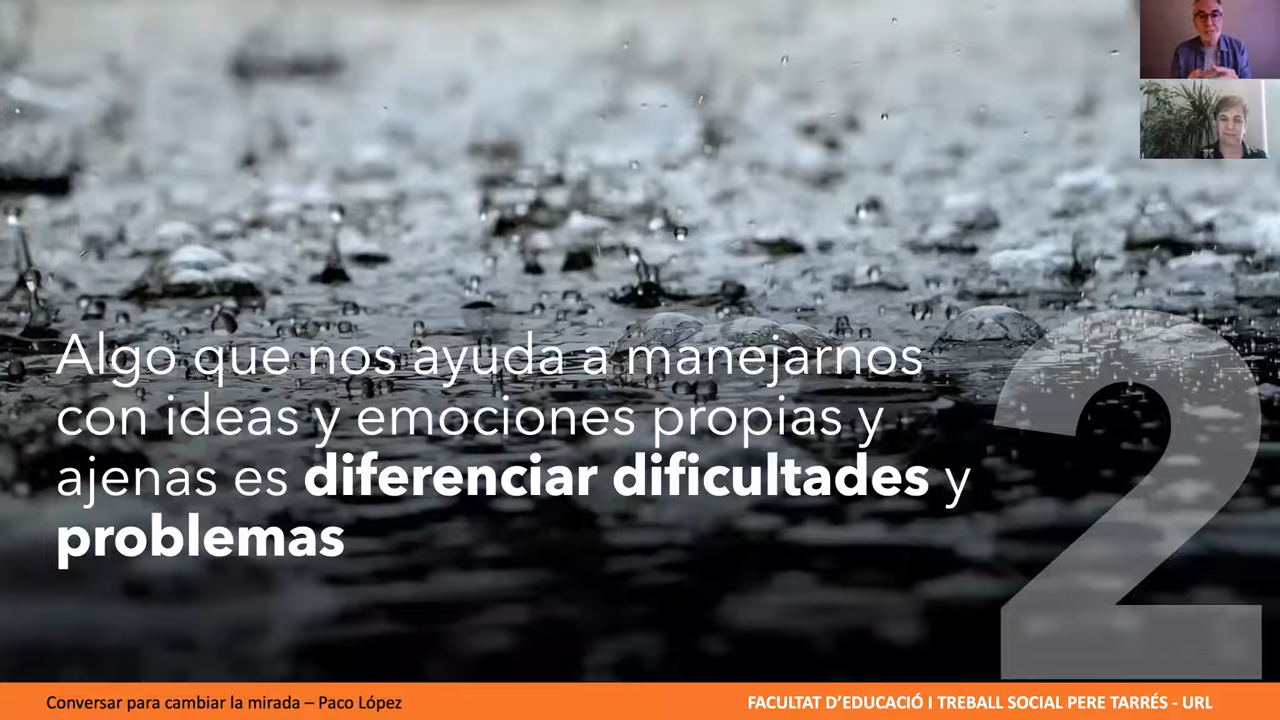 Algo que nos ayuda a manejarnos
con ideas y emociones propias y
ajenas es diferenciar dificultades y
problemas
2
Conversar para cambiar la mirada – Paco López
FACULTAT D'EDUCACIÓ I TREBALL SOCIAL PERE TARRÉS - URL